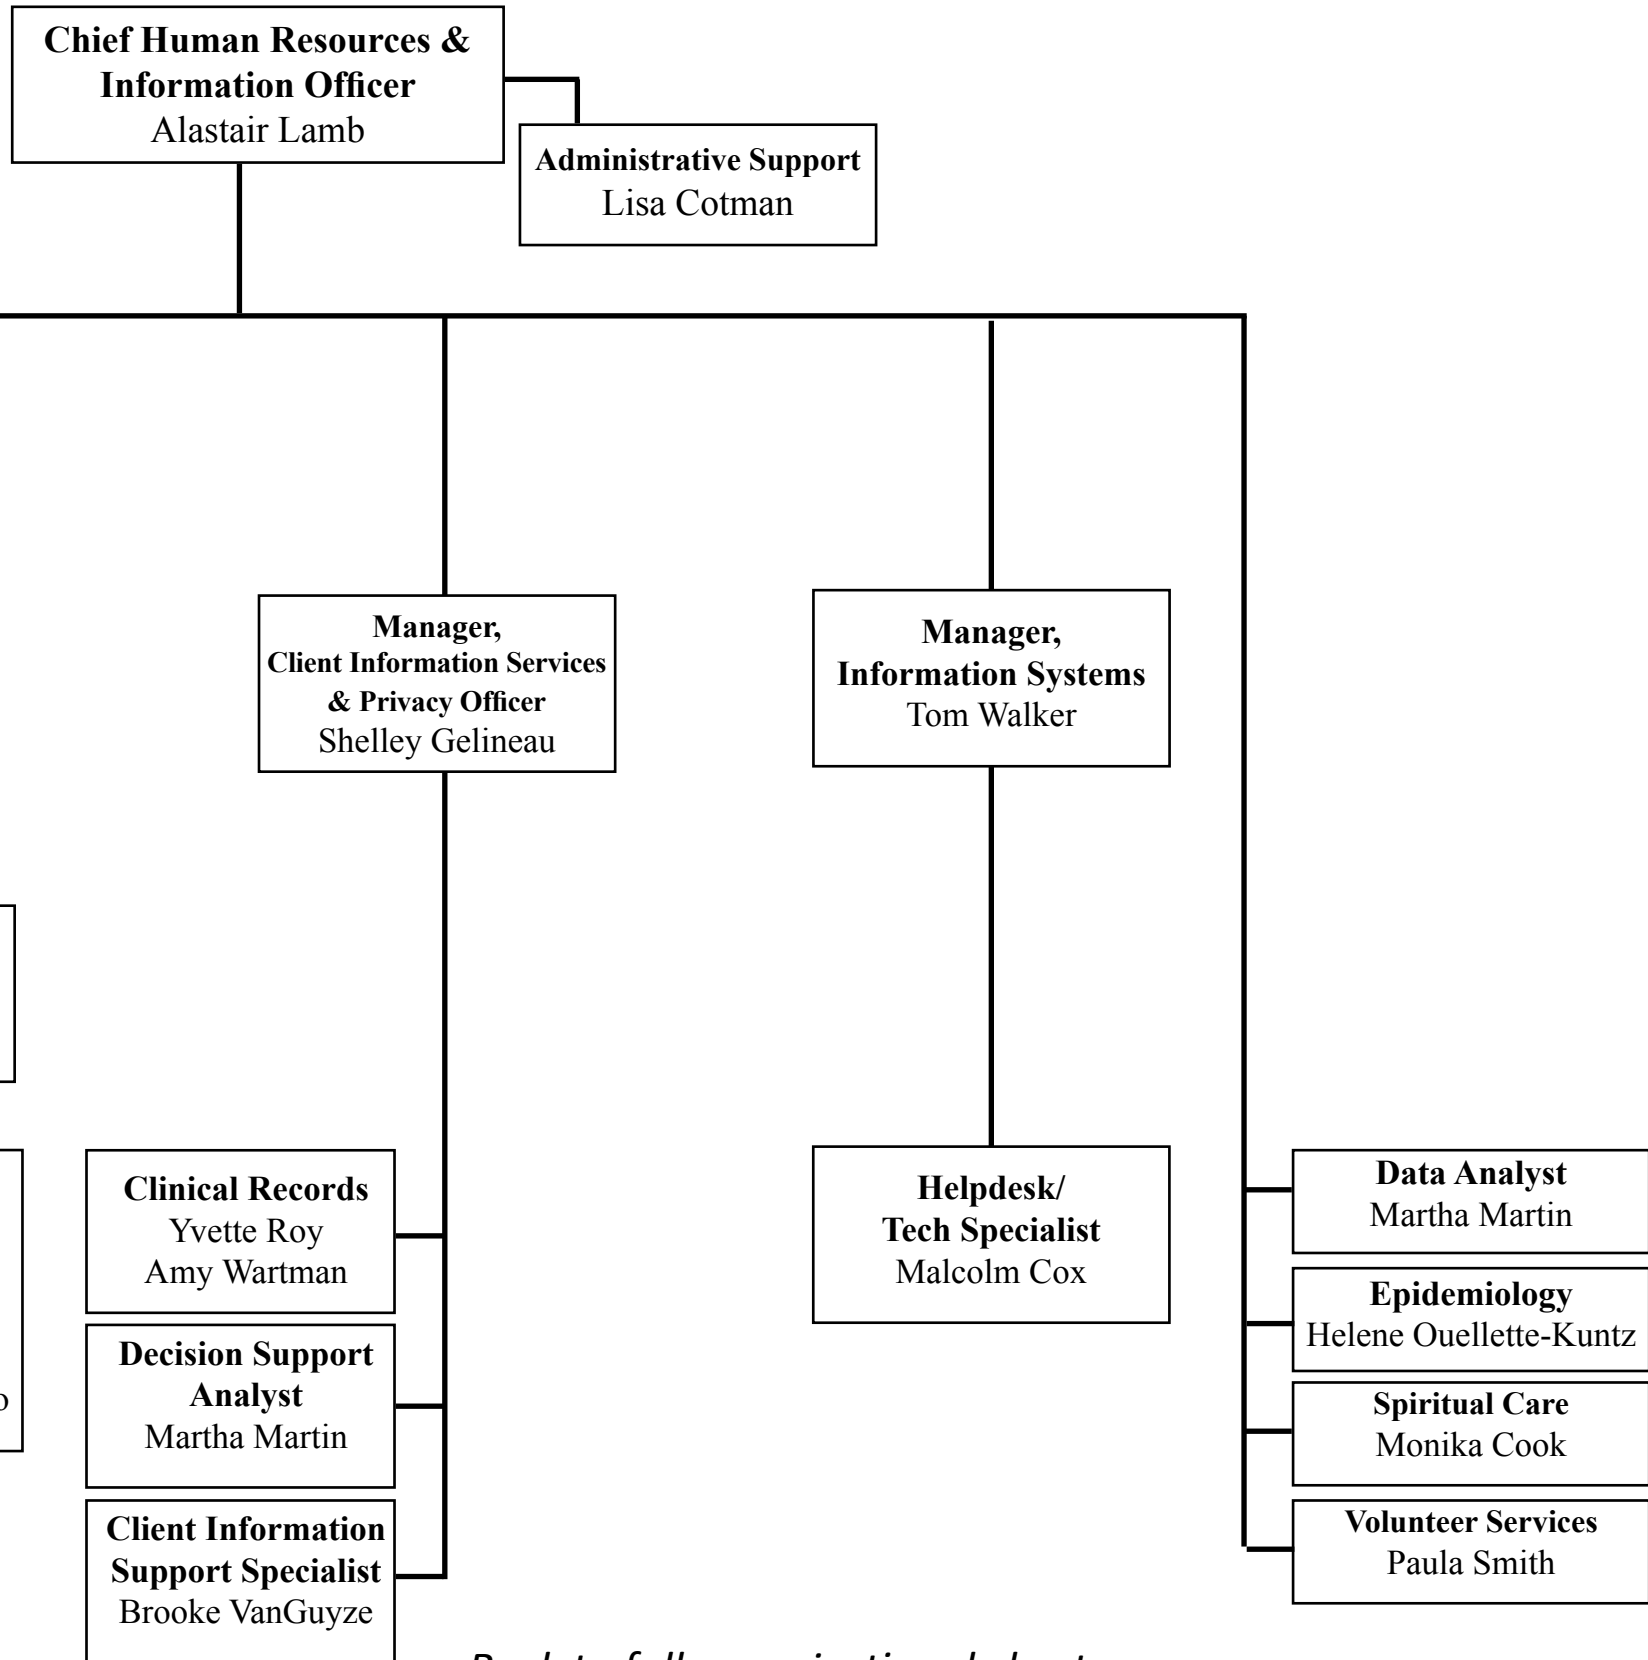 Chief Human Resources &
Information Officer
Alastair Lamb
Administrative Support
Lisa Cotman
Manager,
Client Information Services
& Privacy Officer
Shelley Gelineau
Manager,
Information Systems
Tom Walker
Clinical Records
Yvette Roy
Amy Wartman
Decision Support
Analyst
Martha Martin
Client Information
Support Specialist
Brooke VanGuyze
Helpdesk/
Tech Specialist
Malcolm Cox
Data Analyst
Martha Martin
Epidemiology
Helene Ouellette-Kuntz
Spiritual Care
Monika Cook
Volunteer Services
Paula Smith